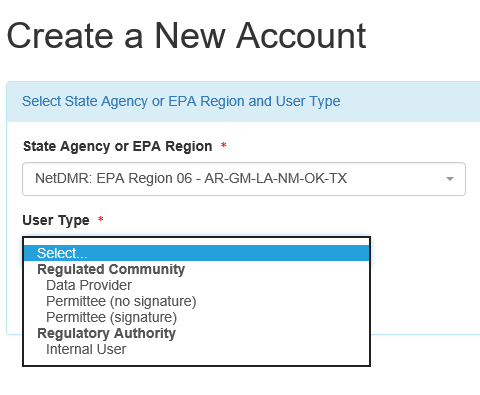 Create a New Account
Select State Agency or EPA Region and User Type
State Agency or EPA Region *
NetDMR: EPA Region 06 - AR-GM-LA-NM-OK-TX
User Type *
Select...
Regulated Community
Data Provider
Permittee (no signature)
Permittee (signature)
Regulatory Authority
Internal User